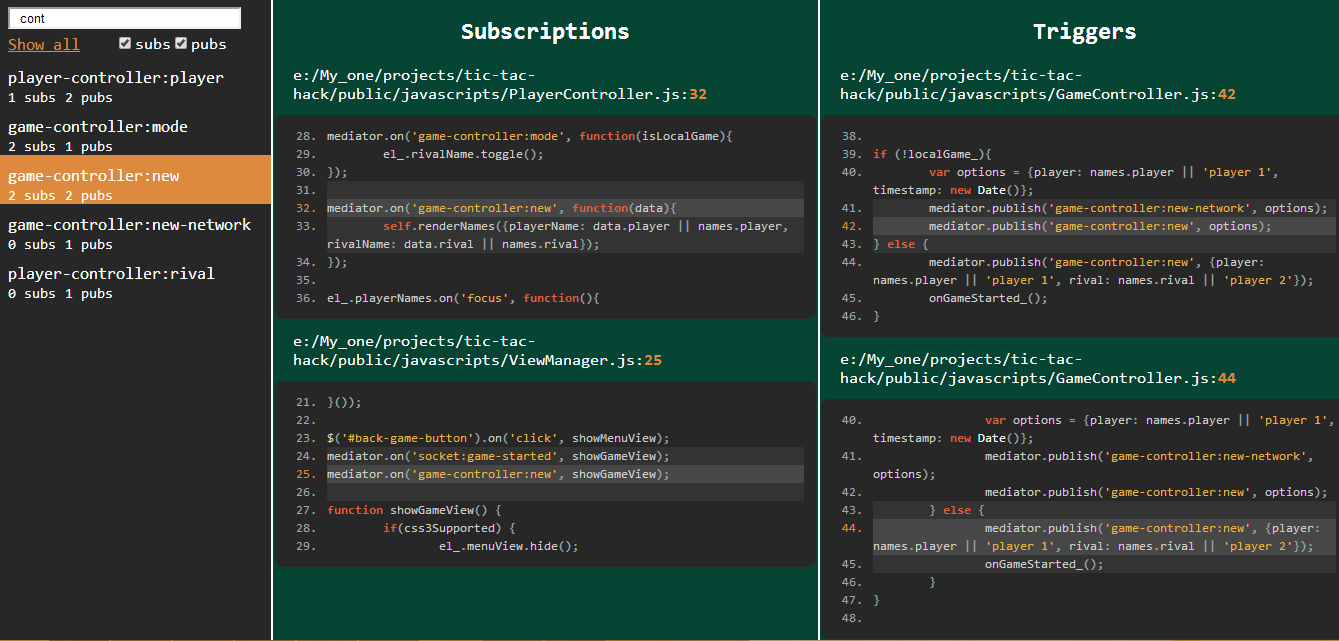 cont
Show all subs pubs
player-controller:player
1 subs 2 pubs
game-controller:mode
2 subs 1 pubs
game-controller:new
2 subs 2 pubs
game-controller:new-network
0 subs 1 pubs
player-controller:rival
0 subs 1 pubs
Subscriptions
e:/My_one/projects/tic-tac-
hack/public/javascripts/PlayerController.js:32
28. mediator.on('game-controller:mode', function(isLocalGame){
29. el_.rivalName.toggle();
30. });
31.
32. mediator.on('game-controller:new', function(data){
33. self.renderNames({playerName: data.player || names.player,
rivalName: data.rival || names.rival});
34. });
35.
36. el_.playerNames.on('focus', function(){
e:/My_one/projects/tic-tac-
hack/public/javascripts/ViewManager.js:25
21. }());
22.
23. $('#back-game-button').on('click', showMenuView);
24. mediator.on('socket:game-started', showGameView);
25. mediator.on('game-controller:new', showGameView);
26.
27. function showGameView() {
28. if(css3Supported) {
29. el_.menuView.hide();
Triggers
e:/My_one/projects/tic-tac-
hack/public/javascripts/GameController.js:42
38.
39. if (!localGame_){
40. var options = {player: names.player || 'player 1',
timestamp: new Date()};
41. mediator.publish('game-controller:new-network', options);
42. mediator.publish('game-controller:new', options);
43. } else {
44. mediator.publish('game-controller:new', {player:
names.player || 'player 1', rival: names.rival || 'player 2'});
45. onGameStarted_();
46. }
e:/My_one/projects/tic-tac-
hack/public/javascripts/GameController.js:44
40. var options = {player: names.player || 'player 1',
timestamp: new Date()};
41. mediator.publish('game-controller:new-network',
options);
42. mediator.publish('game-controller:new', options);
43. } else {
44. mediator.publish('game-controller:new', {player:
names.player || 'player 1', rival: names.rival || 'player 2'});
45. onGameStarted_();
46. }
47. }
48.